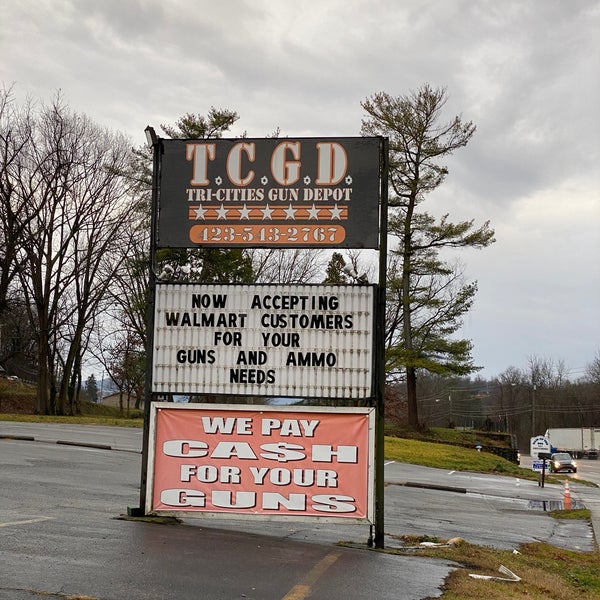 T.C.G.D.
TRI-CITIES GUN DEPOT
423-543-2767
NOW ACCEPTING
WALMART CUSTOMERS
FOR YOUR
GUNS AND AMMO
NEEDS
WE PAY
CA$H
FOR YOUR
GUNS